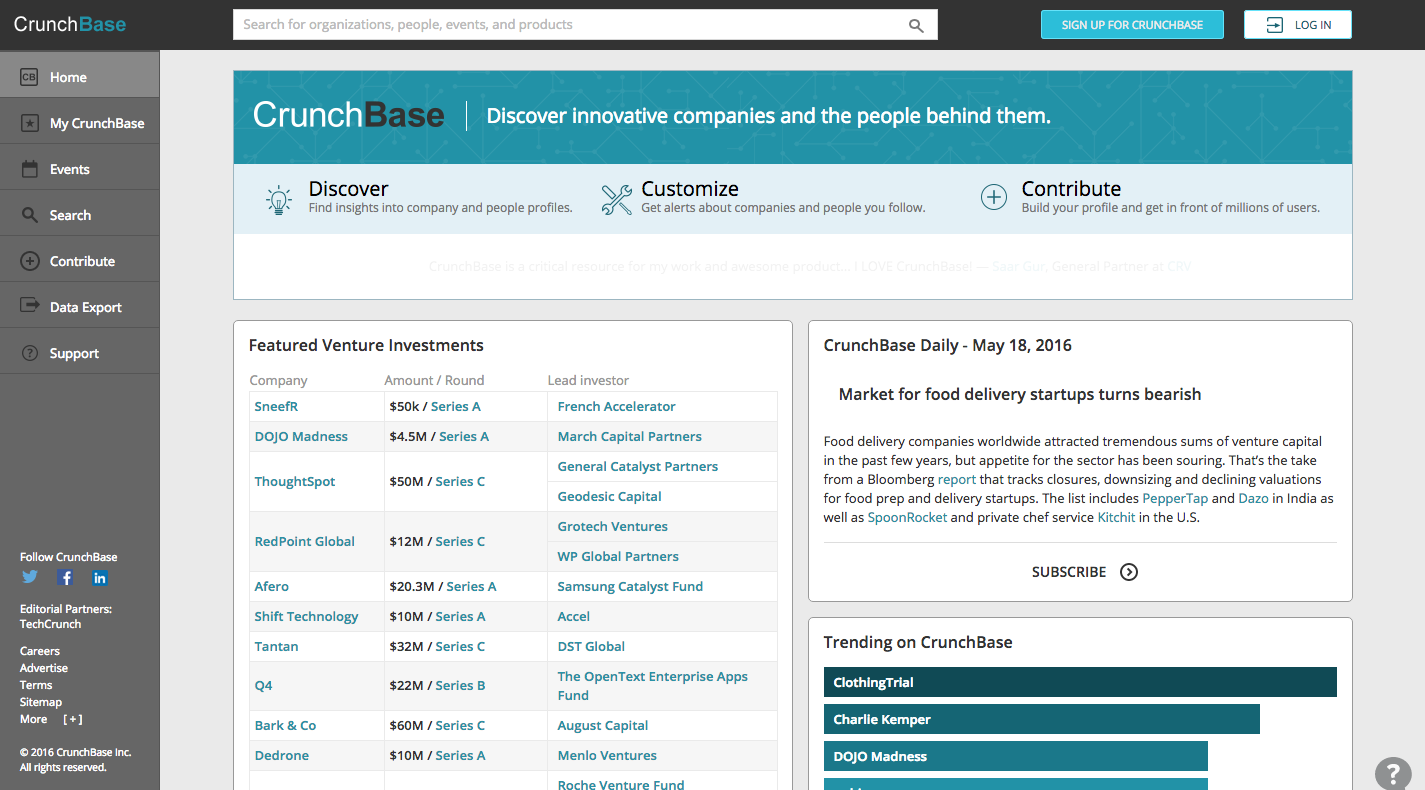 CrunchBase
Search for organizations, people, events, and products
SIGN UP FOR CRUNCHBASE
LOG IN
CB Home
My CrunchBase
Events
Search
Contribute
Data Export
Support
Follow CrunchBase
Editorial Partners:
TechCrunch
Careers
Advertise
Terms
Sitemap
More [+]
© 2016 CrunchBase Inc.
All rights reserved.
CrunchBase | Discover innovative companies and the people behind them.
Discover
Find insights into company and people profiles.
Customize
Get alerts about companies and people you follow.
Contribute
Build your profile and get in front of millions of users.
CrunchBase is a critical resource for my work and awesome product... I LOVE CrunchBase! — Saar Gur, General Partner at CRV
Featured Venture Investments
Company Amount / Round Lead investor
SneefR $50k / Series A French Accelerator
DOJO Madness $4.5M / Series A March Capital Partners
ThoughtSpot $50M / Series C General Catalyst Partners
Geodesic Capital
RedPoint Global $12M / Series C Grotech Ventures
WP Global Partners
Afero $20.3M / Series A Samsung Catalyst Fund
Shift Technology $10M / Series A Accel
Tantan $32M / Series C DST Global
Q4 $22M / Series B The OpenText Enterprise Apps
Fund
Bark & Co $60M / Series C August Capital
Dedrone $10M / Series A Menlo Ventures
Roche Venture Fund
CrunchBase Daily - May 18, 2016
Market for food delivery startups turns bearish
Food delivery companies worldwide attracted tremendous sums of venture capital
in the past few years, but appetite for the sector has been souring. That's the take
from a Bloomberg report that tracks closures, downsizing and declining valuations
for food prep and delivery startups. The list includes PepperTap and Dazo in India as
well as SpoonRocket and private chef service Kitchit in the U.S.
SUBSCRIBE
Trending on CrunchBase
ClothingTrial
Charlie Kemper
DOJO Madness